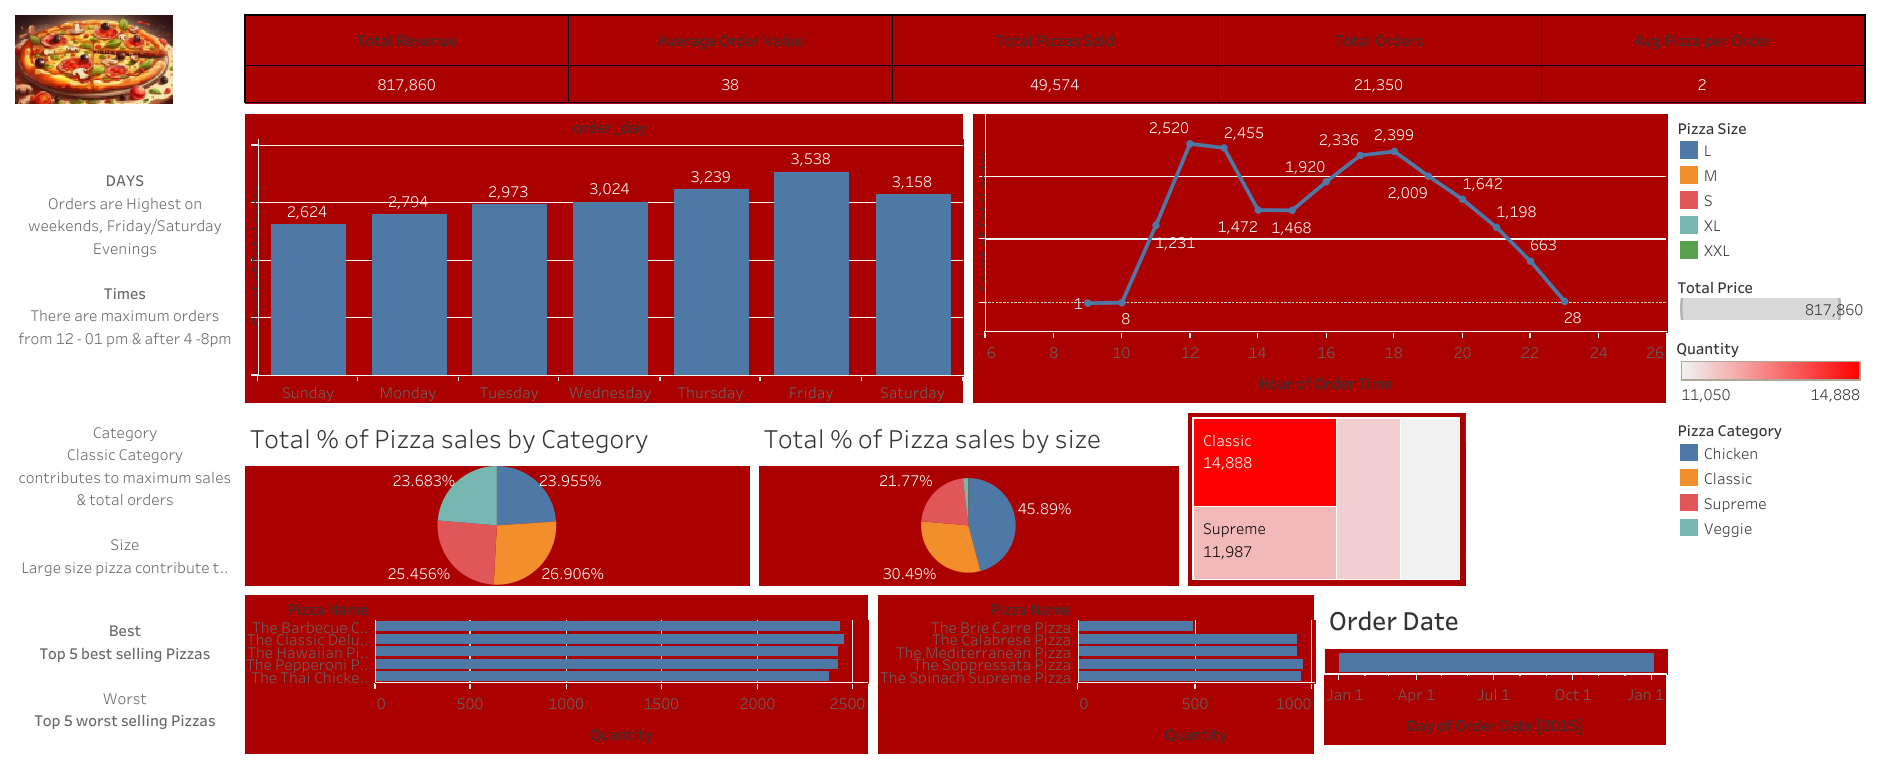 Total Revenue
Average Order Value
Total Pizzas Sold
Total Orders
Avg Pizza per Order
817,860
38
49,574
21,350
2
DAYS
Orders are Highest on
weekends, Friday/Saturday
Evenings
Times
There are maximum orders
from 12 - 01 pm & after 4 -8pm
order_day
2,624
2,794
2,973
3,024
3,239
3,538
3,158
Sunday
Monday
Tuesday
Wednesday
Thursday
Friday
Saturday
1
8
1,231
2,520
2,455
1,472
1,468
1,920
2,336
2,399
2,009
1,642
1,198
663
28
6
8
10
12
14
16
18
20
22
24
26
Hour of Order Time
Pizza Size
L
M
S
XL
XXL
Total Price
817,860
Quantity
11,050
14,888
Pizza Category
Chicken
Classic
Supreme
Veggie
Category
Classic Category
contributes to maximum sales
& total orders
Size
Large size pizza contribute t..
Total % of Pizza sales by Category
23.683%
23.955%
25.456%
26.906%
Total % of Pizza sales by size
21.77%
45.89%
30.49%
Classic
14,888
Supreme
11,987
Best
Top 5 best selling Pizzas
Worst
Top 5 worst selling Pizzas
Pizza Name
The Barbecue C..
The Classic Delu..
The Hawaiian Pi..
The Pepperoni P..
The Thai Chicke..
0
500
1000
1500
2000
2500
Quantity
Pizza Name
The Brie Carre Pizza
The Calabrese Pizza
The Mediterranean Pizza
The Soppressata Pizza
The Spinach Supreme Pizza
0
500
1000
Quantity
Order Date
Jan 1
Apr 1
Jul 1
Oct 1
Jan 1
Day of Order Date [2015]